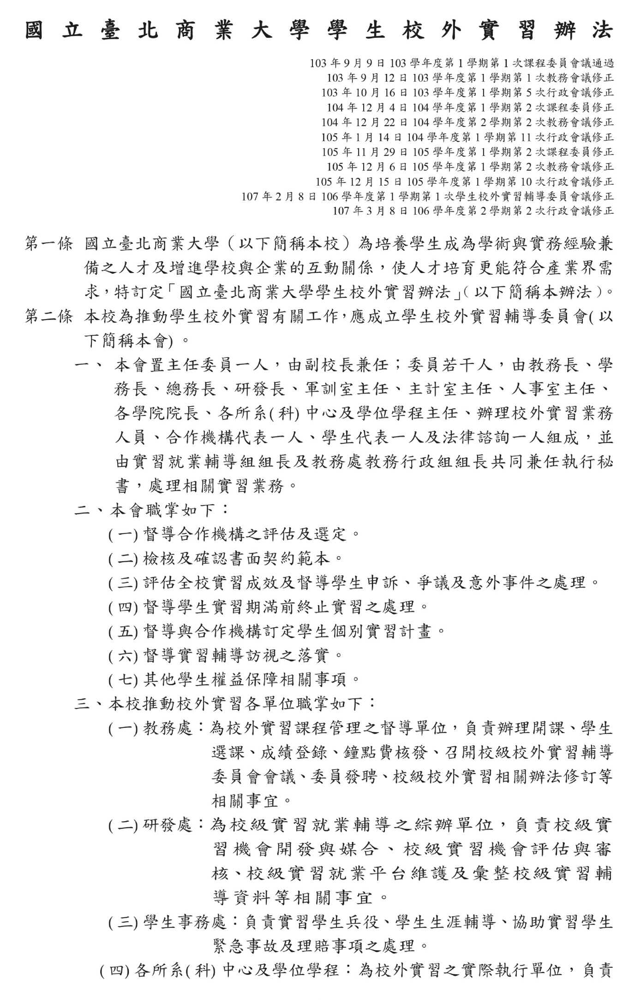 國立臺北商業大學學生校外實習辦法
103 年 9 月 9 日 103 學年度第 1 學期第 1 次課程委員會議通過
103 年 9 月 12 日 103 學年度第 1 學期第 1 次教務會議修正
103 年 10 月 16 日 103 學年度第 1 學期第 5 次行政會議修正
104 年 12 月 4 日 104 學年度第 1 學期第 2 次課程委員修正
104 年 12 月 22 日 104 學年度第 2 學期第 2 次教務會議修正
105 年 1 月 14 日 104 學年度第 1 學期第 11 次行政會議修正
105 年 11 月 29 日 105 學年度第 1 學期第 2 次課程委員修正
105 年 12 月 6 日 105 學年度第 1 學期第 2 次教務會議修正
105 年 12 月 15 日 105 學年度第 1 學期第 10 次行政會議修正
107 年 2 月 8 日 106 學年度第 1 學期第 1 次學生校外實習輔導委員會議修正
107 年 3 月 8 日 106 學年度第 2 學期第 2 次行政會議修正
第一條 國立臺北商業大學（以下簡稱本校）為培養學生成為學術與實務經驗兼
備之人才及增進學校與企業的互動關係，使人才培育更能符合產業界需
求，特訂定「國立臺北商業大學學生校外實習辦法」(以下簡稱本辦法)。
第二條 本校為推動學生校外實習有關工作，應成立學生校外實習輔導委員會(以
下簡稱本會)。
一、 本會置主任委員一人，由副校長兼任；委員若干人，由教務長、學
務長、總務長、研發長、軍訓室主任、主計室主任、人事室主任、
各學院院長、各所系(科)中心及學位學程主任、辦理校外實習業務
人員、合作機構代表一人、學生代表一人及法律諮詢一人組成，並
由實習就業輔導組組長及教務處教務行政組組長共同兼任執行秘
書，處理相關實習業務。
二、本會職掌如下：
(一)督導合作機構之評估及選定。
(二)檢核及確認書面契約範本。
(三)評估全校實習成效及督導學生申訴、爭議及意外事件之處理。
(四)督導學生實習期滿前終止實習之處理。
(五)督導與合作機構訂定學生個別實習計畫。
(六)督導實習輔導訪視之落實。
(七)其他學生權益保障相關事項。
三、本校推動校外實習各單位職掌如下：
(一)教務處：為校外實習課程管理之督導單位，負責辦理開課、學生
選課、成績登錄、鐘點費核發、召開校級校外實習輔導
委員會會議、委員發聘、校級校外實習相關辦法修訂等
相關事宜。
(二)研發處：為校級實習就業輔導之綜辦單位，負責校級實
習機會開發與媒合、校級實習機會評估與審
核、校級實習就業平台維護及彙整校級實習輔
導資料等相關事宜。
(三)學生事務處：負責實習學生兵役、學生生涯輔導、協助實習學生
緊急事故及理賠事項之處理。
(四)各所系(科)中心及學位學程：為校外實習之實際執行單位，負責